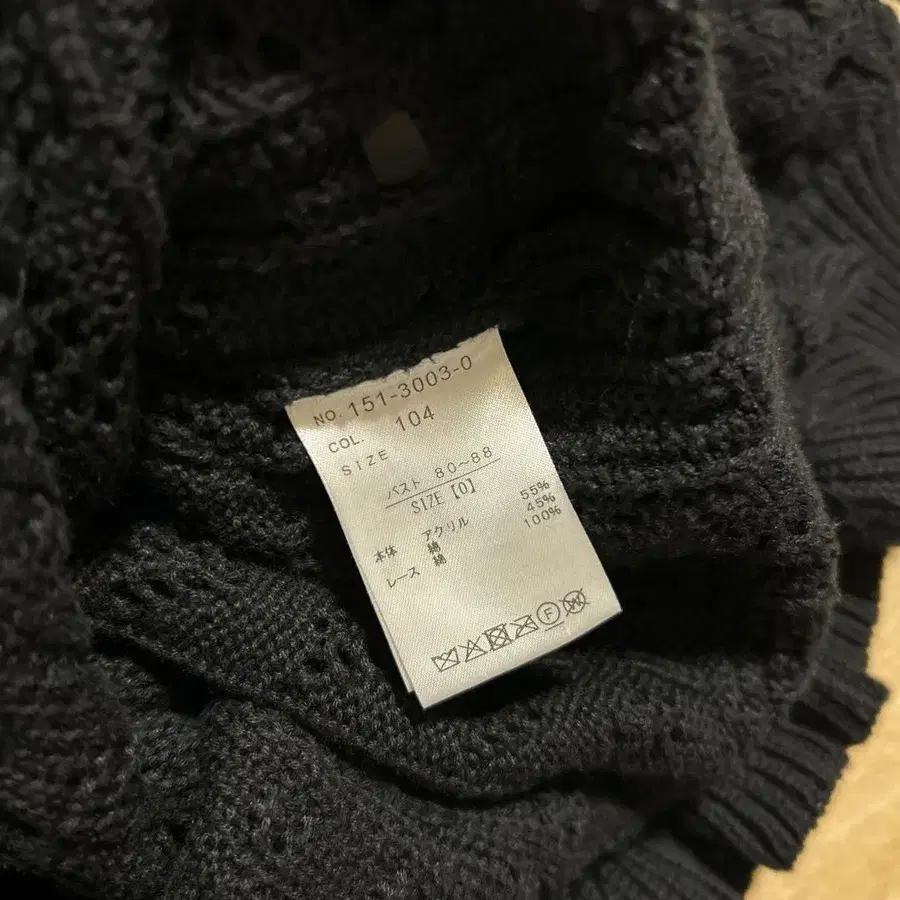 NO. 151-3003-0
COL. 104
SIZE
バスト 80~88
SIZE【0】
本体 アクリル 55%
綿 45%
レース 綿 100%
F
W